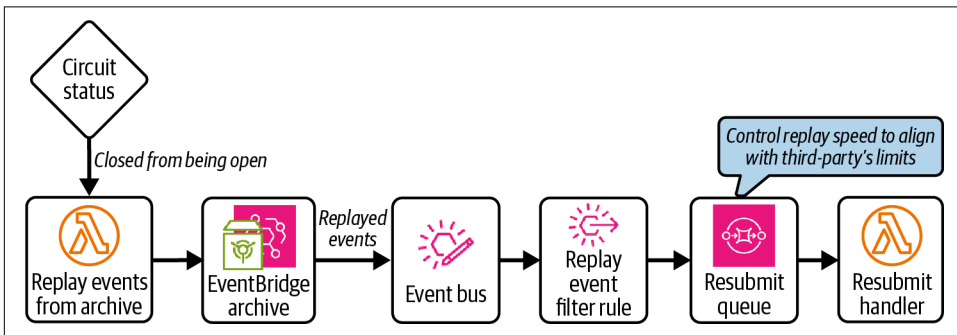 Circuit
status
Closed from being open
Control replay speed to align
with third-party's limits
Replay events
from archive
EventBridge
archive
Replayed
events
Event bus
Replay
event
filter rule
Resubmit
queue
Resubmit
handler